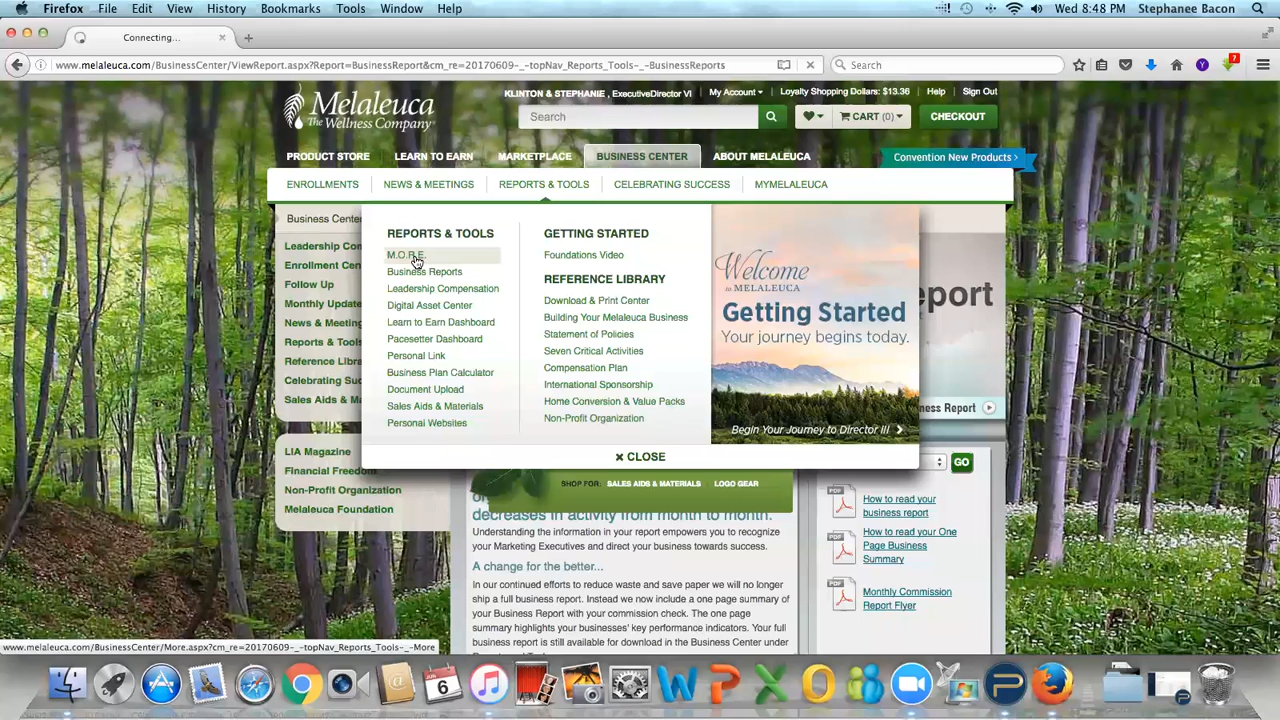 Firefox File Edit View History Bookmarks Tools Window Help Wed 8:48 PM Stephanee Bacon
Connecting...
www.melaleuca.com/BusinessCenter/ViewReport.aspx?Report=BusinessReport&cm_re=20170609-_-topNav_Reports_Tools-_-BusinessReports
Search
7
Melaleuca
The Wellness Company
KLINTON & STEPHANIE , ExecutiveDirector VI My Account Loyalty Shopping Dollars: $13.36 Help Sign Out
Search
CART (0) CHECKOUT
PRODUCT STORE LEARN TO EARN MARKETPLACE BUSINESS CENTER ABOUT MELALEUCA
Convention New Products >
ENROLLMENTS NEWS & MEETINGS REPORTS & TOOLS CELEBRATING SUCCESS MYMELALEUCA
Business Center
Leadership Com
Enrollment Cen
Follow Up
Monthly Update
News & Meeting
Reports & Tools
Reference Libra
Celebrating Suc
Sales Aids & Ma
LIA Magazine
Financial Freedom
Non-Profit Organization
Melaleuca Foundation
REPORTS & TOOLS
M.O.R.E.
Business Reports
Leadership Compensation
Digital Asset Center
Learn to Earn Dashboard
Pacesetter Dashboard
Personal Link
Business Plan Calculator
Document Upload
Sales Aids & Materials
Personal Websites
GETTING STARTED
Foundations Video
REFERENCE LIBRARY
Download & Print Center
Building Your Melaleuca Business
Statement of Policies
Seven Critical Activities
Compensation Plan
International Sponsorship
Home Conversion & Value Packs
Non-Profit Organization
Welcome
to MELALEUCA
Getting Started
Your journey begins today.
Begin Your Journey to Director III
CLOSE
port
ness Report
GO
SHOP FOR: SALES AIDS & MATERIALS LOGO GEAR
decreases in activity from month to month.
Understanding the information in your report empowers you to recognize
your Marketing Executives and direct your business towards success.
A change for the better...
In our continued efforts to reduce waste and save paper we will no longer
ship a full business report. Instead we now include a one page summary of
your Business Report with your commission check. The one page
summary highlights your businesses' key performance indicators. Your full
business report is still available for download in the Business Center under
PDF
How to read your
business report
PDF
How to read your One
Page Business
Summary
PDF
Monthly Commission
Report Flyer
www.melaleuca.com/BusinessCenter/More.aspx?cm_re=20170609-_-topNav_Reports_Tools-_-More
6